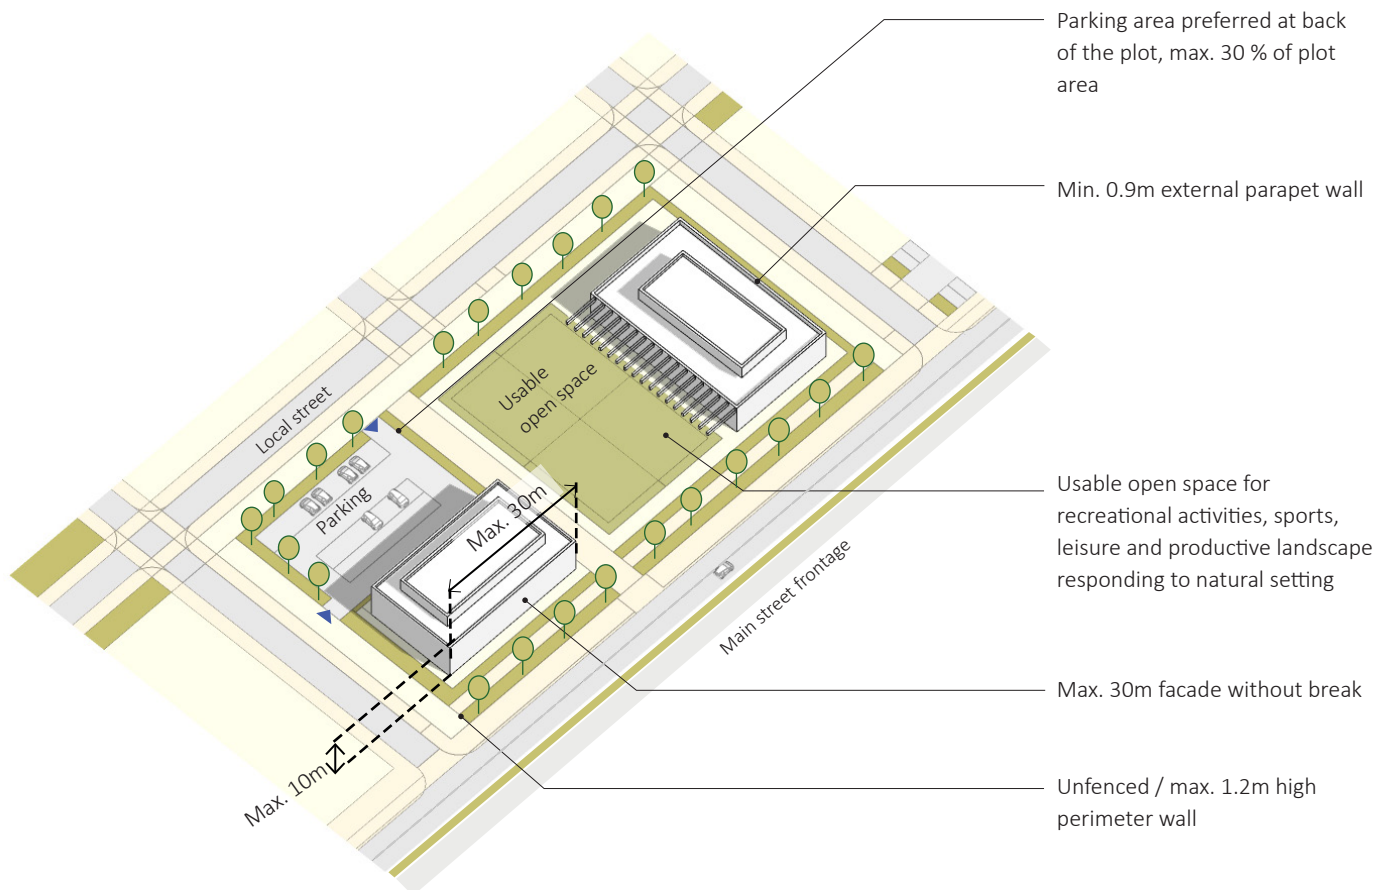 Parking area preferred at back
of the plot, max. 30 % of plot
area
Min. 0.9m external parapet wall
Usable
open space
Local street
Parking
Max. 30m
Usable open space for
recreational activities, sports,
leisure and productive landscape
responding to natural setting
Main street frontage
Max. 30m facade without break
Max. 10m
Unfenced / max. 1.2m high
perimeter wall